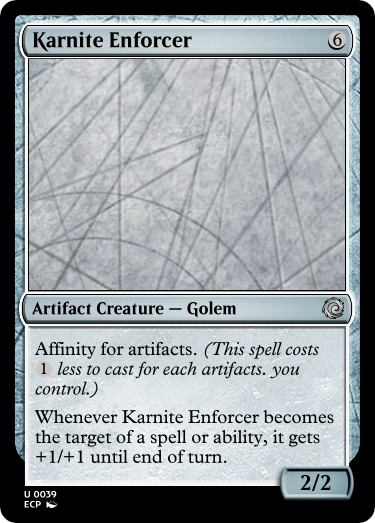 Karnite Enforcer 6
Artifact Creature — Golem
Affinity for artifacts. (This spell costs
1 less to cast for each artifacts. you
control.)
Whenever Karnite Enforcer becomes
the target of a spell or ability, it gets
+1/+1 until end of turn.
2/2
U 0039
ECP